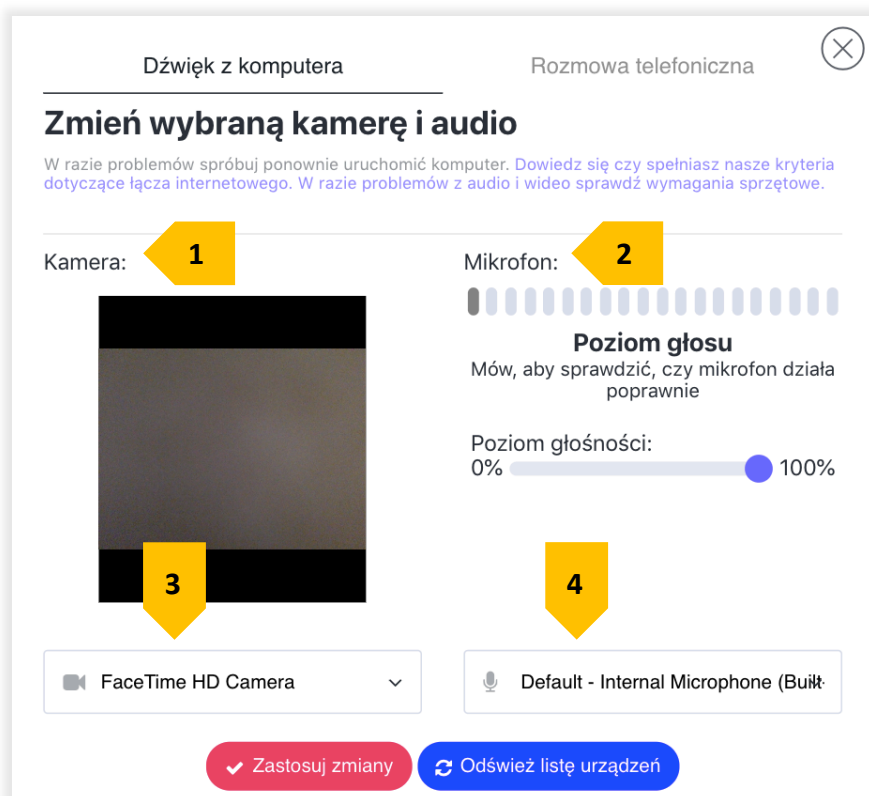 Dźwięk z komputera
Rozmowa telefoniczna
Zmień wybraną kamerę i audio
W razie problemów spróbuj ponownie uruchomić komputer. Dowiedz się czy spełniasz nasze kryteria
dotyczące łącza internetowego. W razie problemów z audio i wideo sprawdź wymagania sprzętowe.
Kamera:
1
Mikrofon:
2
Poziom głosu
Mów, aby sprawdzić, czy mikrofon działa
poprawnie
Poziom głośności:
0% 100%
3
4
FaceTime HD Camera
Default - Internal Microphone
Zastosuj zmiany
Odśwież listę urządzeń